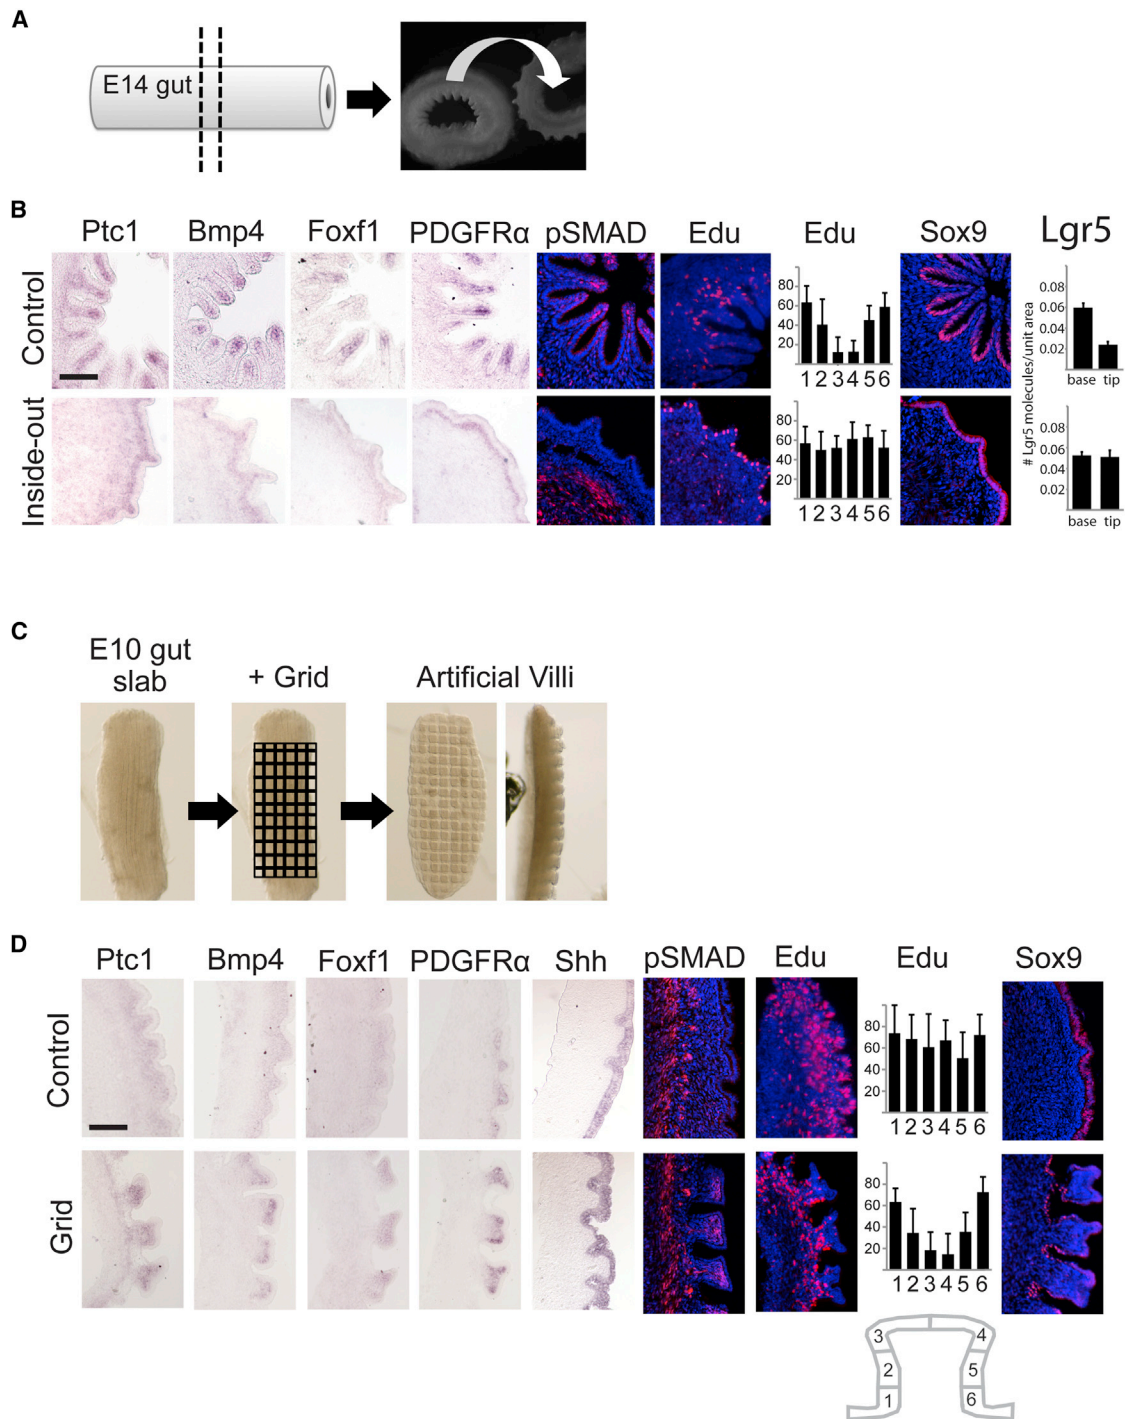 A
E14 gut
B
Ptc1 Bmp4 Foxf1 PDGFRα pSMAD Edu Edu Sox9 Lgr5
Control
80
60
40
20
1 2 3 4 5 6
0.08
0.06
0.04
0.02
base tip
# Lgr5 molecules/unit area
Inside-out
80
60
40
20
1 2 3 4 5 6
0.08
0.06
0.04
0.02
base tip
C
E10 gut
slab
+ Grid
Artificial Villi
D
Ptc1 Bmp4 Foxf1 PDGFRα Shh pSMAD Edu Edu Sox9
Control
80
60
40
20
1 2 3 4 5 6
Grid
80
60
40
20
1 2 3 4 5 6
3 4
2 5
1 6